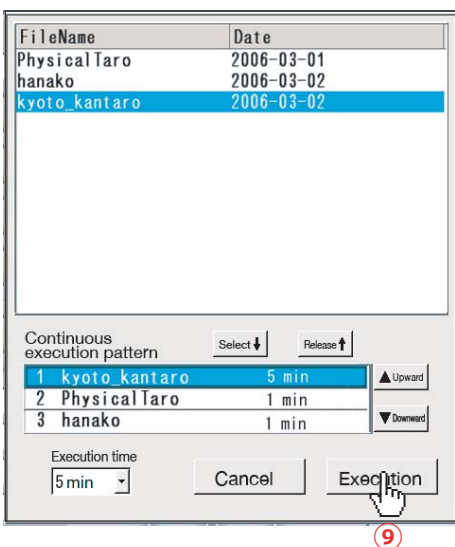 FileName Date
PhysicalTaro 2006-03-01
hanako 2006-03-02
kyoto_kantaro 2006-03-02
Continuous
execution pattern
Select⬇ Release⬆
1 kyoto_kantaro 5 min
▲Upward
2 PhysicalTaro 1 min
3 hanako 1 min
▼Downward
Execution time
5 min
Cancel
Execution
⑨